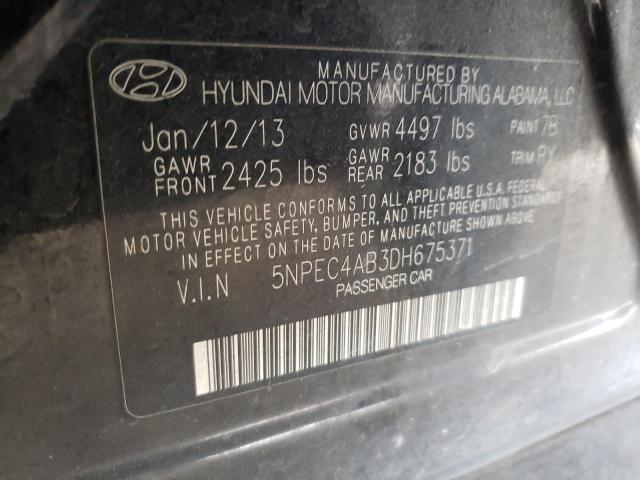 MANUFACTURED BY
HYUNDAI MOTOR MANUFACTURING ALABAMA, LLC
Jan/12/13 GVWR 4497 lbs PAINT 7B
GAWR FRONT 2425 lbs GAWR REAR 2183 lbs TRIM PY
THIS VEHICLE CONFORMS TO ALL APPLICABLE U.S.A. FEDERAL
MOTOR VEHICLE SAFETY, BUMPER, AND THEFT PREVENTION STANDARDS
IN EFFECT ON THE DATE OF MANUFACTURE SHOWN ABOVE.
V.I.N 5NPEC4AB3DH675371
PASSENGER CAR